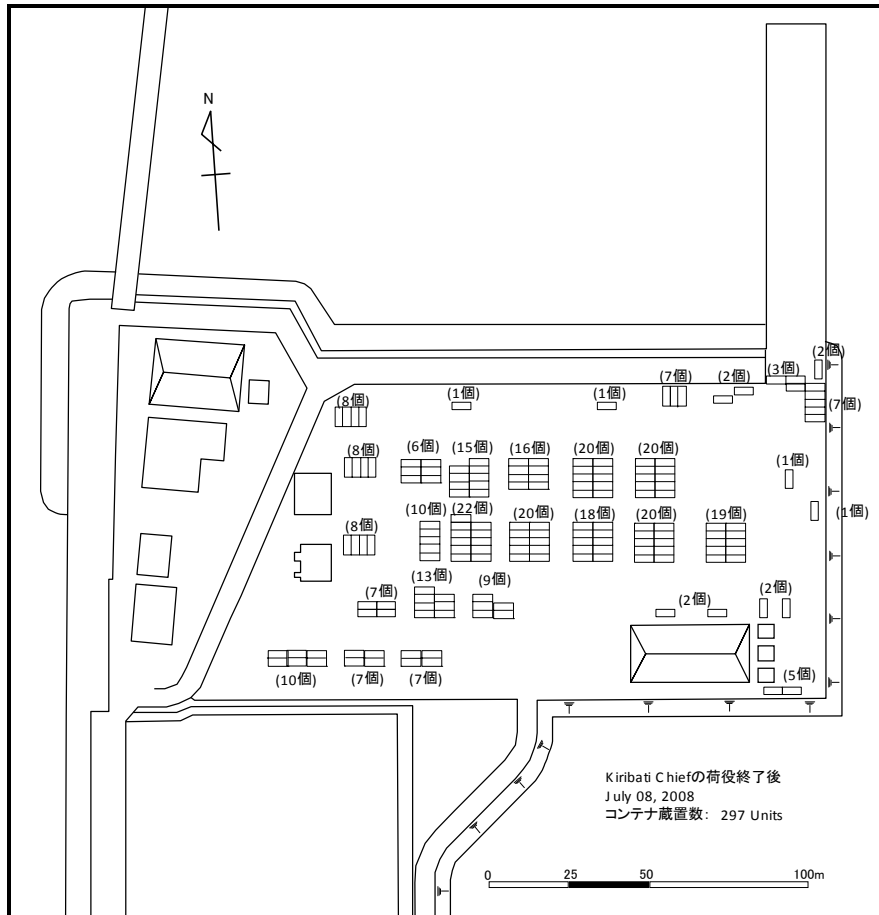 N
(2個)
(3個)
(7個)
(2個)
(1個)
(1個)
(8個)
(7個)
(8個)
(6個)
(15個)
(16個)
(20個)
(20個)
(1個)
(1個)
(10個)
(22個)
(20個)
(18個)
(20個)
(19個)
(8個)
(13個)
(9個)
(7個)
(2個)
(2個)
(10個)
(7個)
(7個)
(5個)
Kiribati Chiefの荷役終了後
July 08, 2008
コンテナ蔵置数: 297 Units
0 25 50 100m